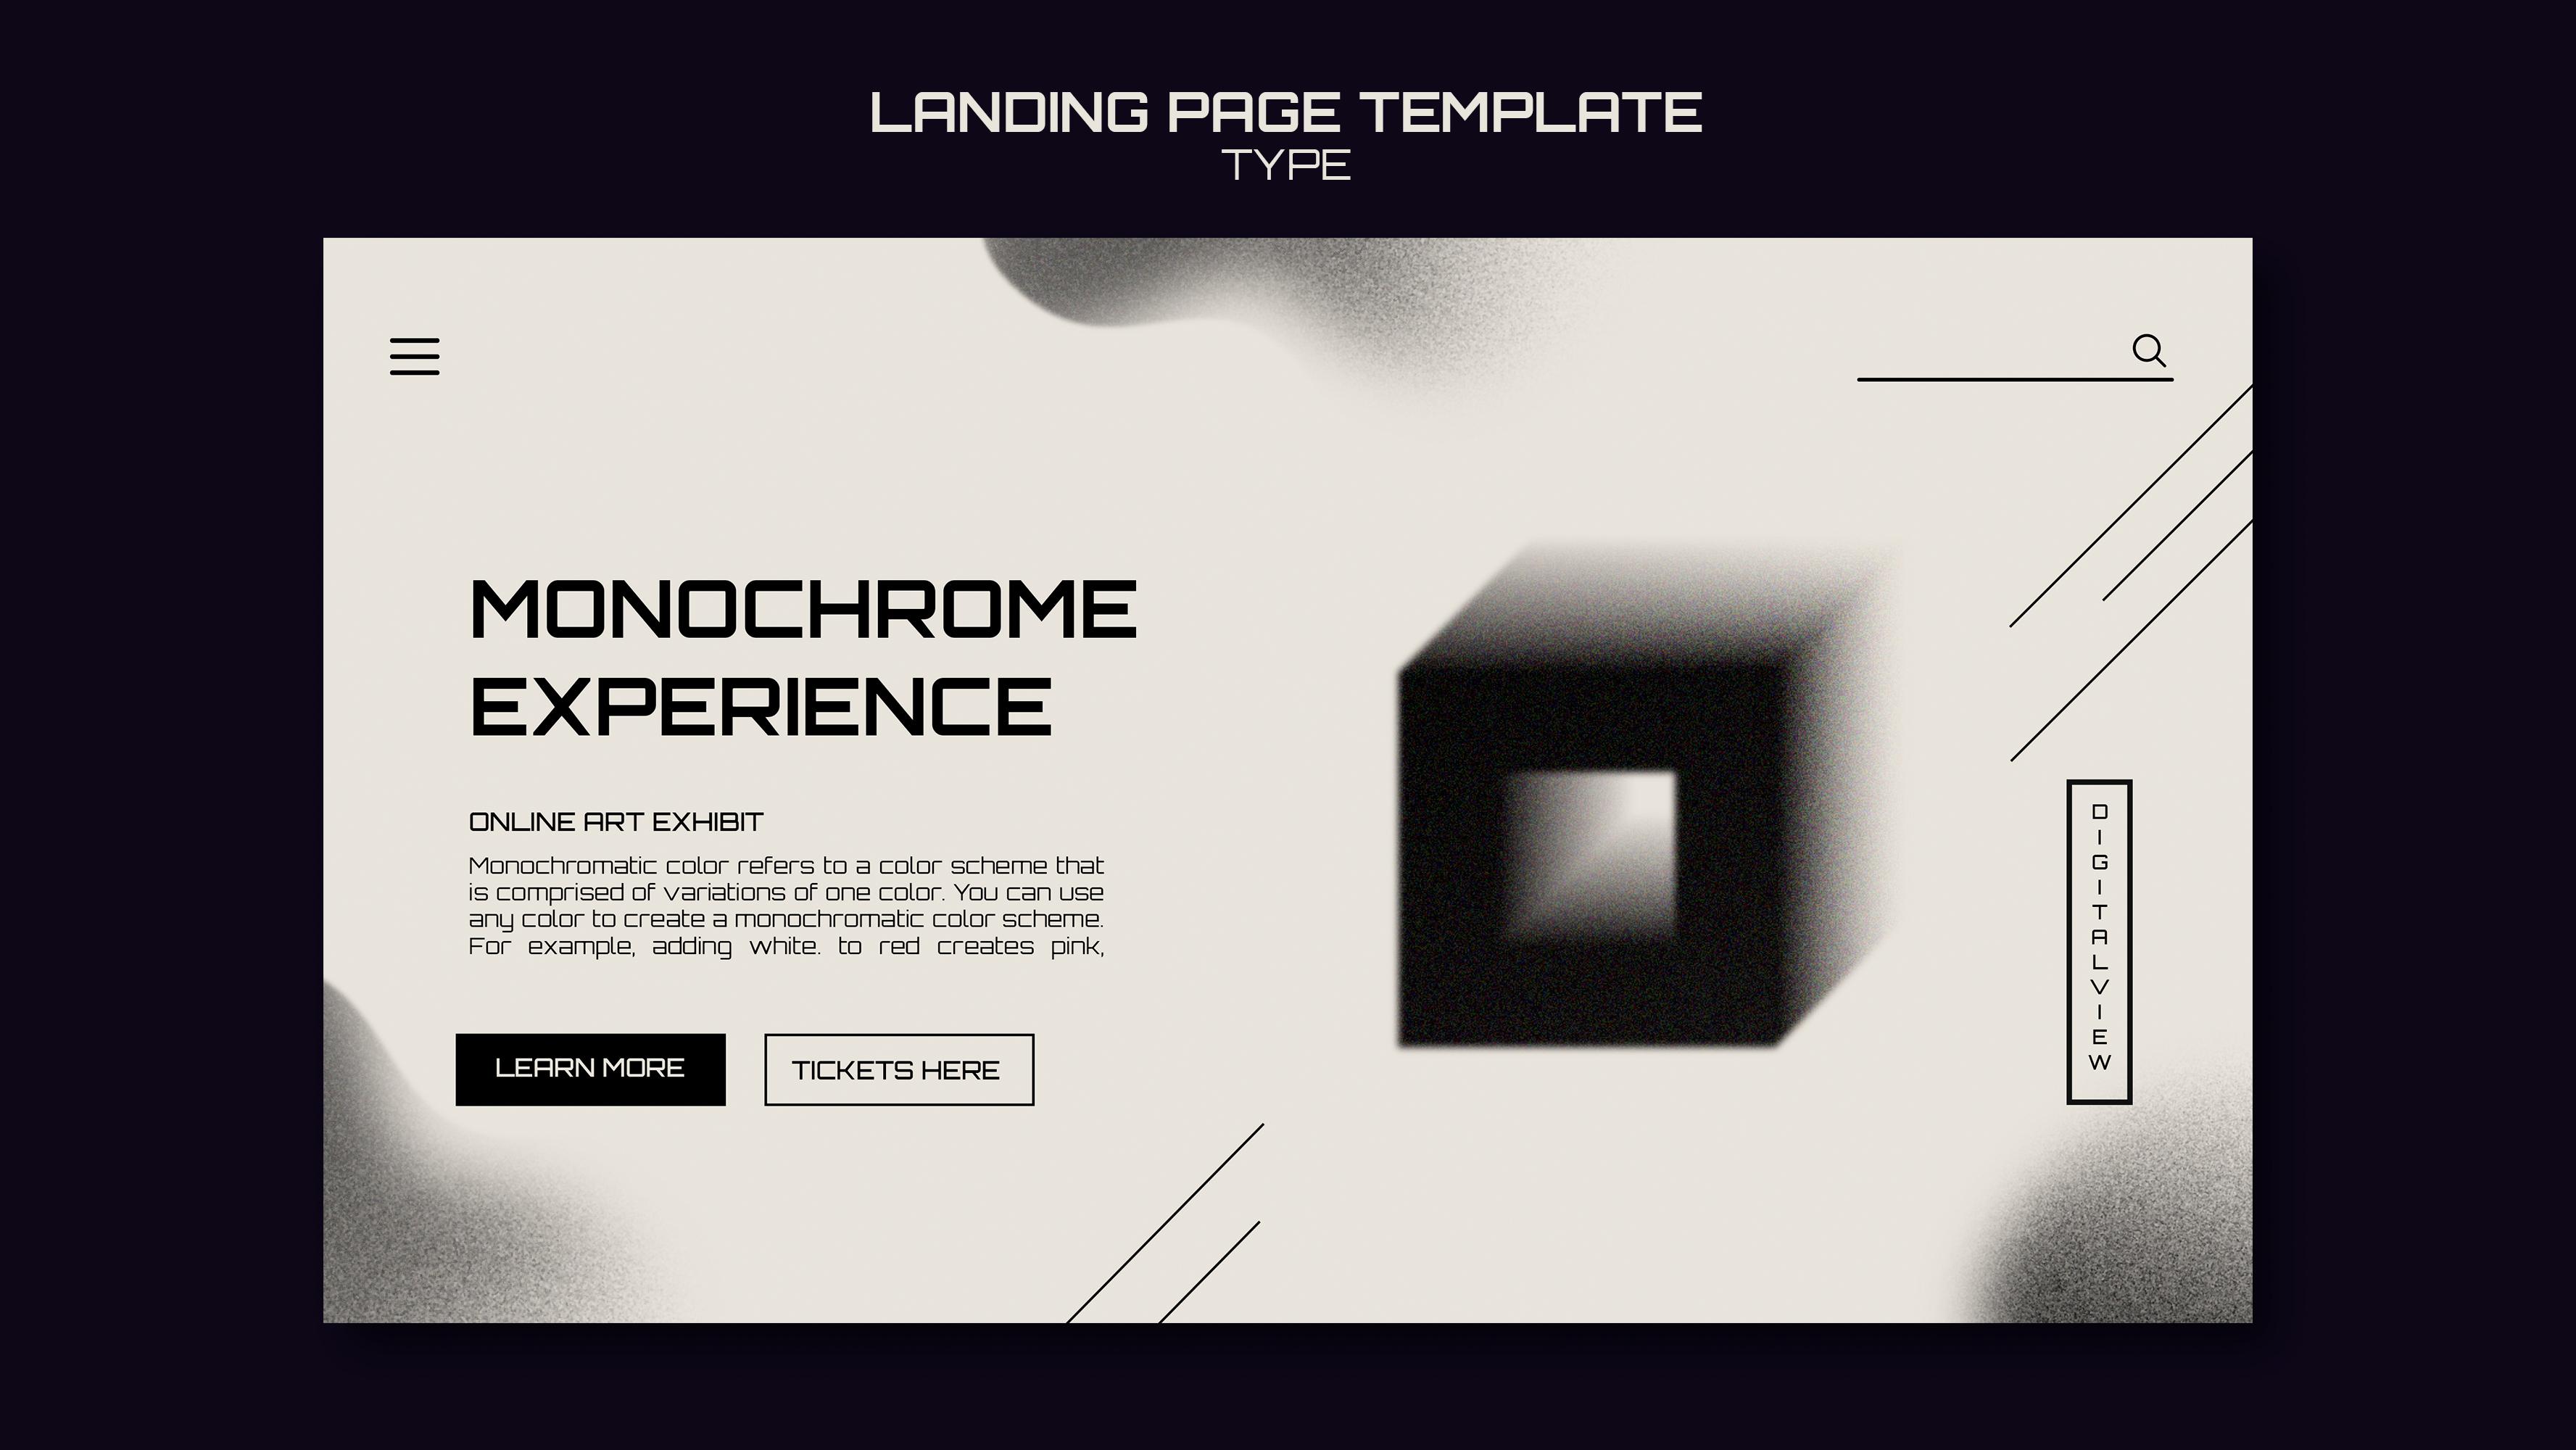 LANDING PAGE TEMPLATE
TYPE
MONOCHROME
EXPERIENCE
ONLINE ART EXHIBIT
Monochromatic color refers to a color scheme that
is comprised of variations of one color. You can use
any color to create a monochromatic color scheme.
For example, adding white. to red creates pink,
LEARN MORE
TICKETS HERE
DIGITALVIEW